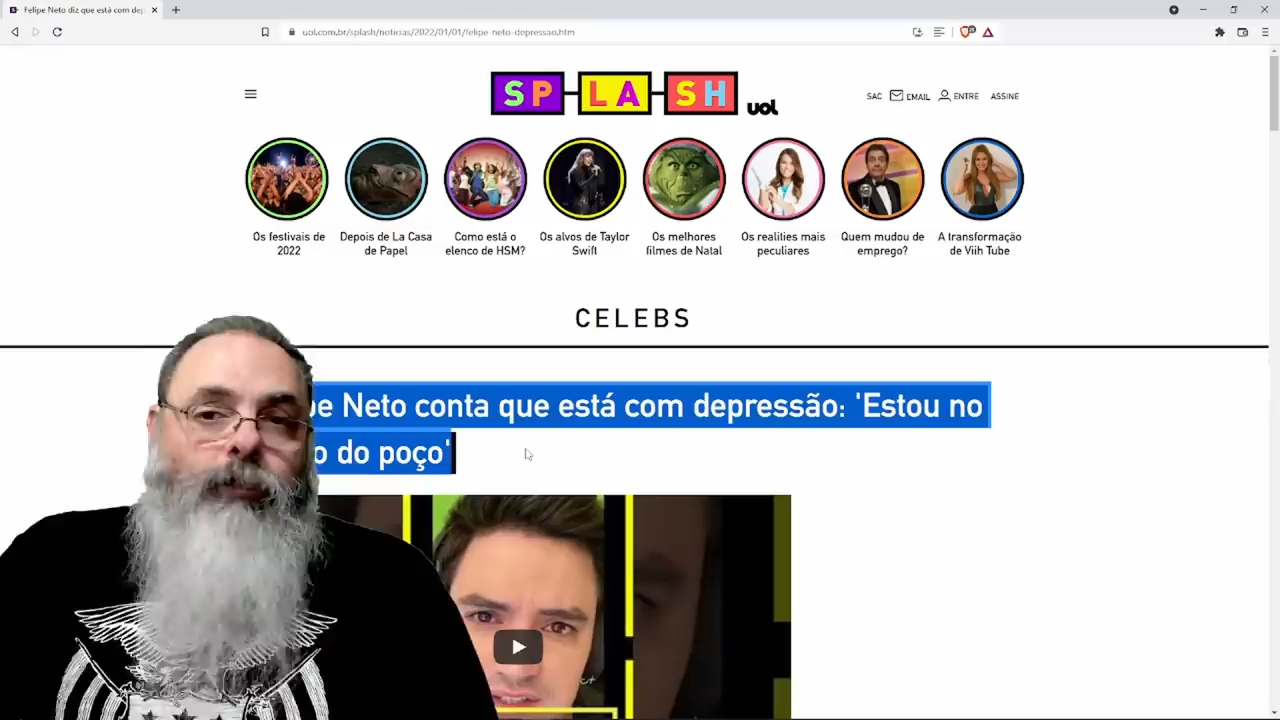 Felipe Neto diz que está com dep
uol.com.br/splash/noticias/2022/01/01/felipe-neto-depressao.htm
SPLASH
uol
SAC EMAIL ENTRE ASSINE
Os festivais de
2022
Depois de La Casa
de Papel
Como está o
elenco de HSM?
Os alvos de Taylor
Swift
Os melhores
filmes de Natal
Os realities mais
peculiares
Quem mudou de
emprego?
A transformação
de Viih Tube
CELEBS
pe Neto conta que está com depressão: 'Estou no
o do poço'